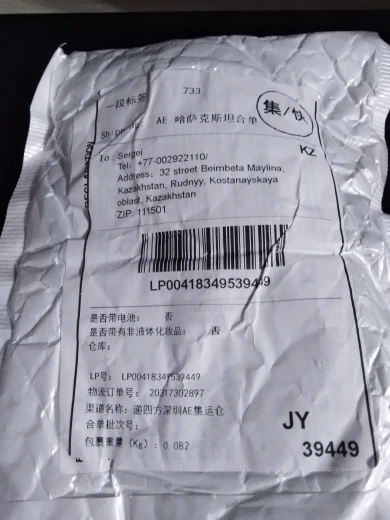 一段标签
733
集/快
AE 哈萨克斯坦合单
KZ
To: Sergei
Tel: +77-002922110/
Address: 32 street Beimbeta Maylina,
Kazakhstan, Rudnyy, Kostanayskaya
oblast, Kazakhstan
ZIP: 111501
LP00418349539449
是否带电池: 否
是否带有非液体化妆品: 否
仓库:
LP号: LP00418349539449
物流订单号: 20317302897
渠道名称: 递四方深圳AE集运仓
合单批次号:
包裹重量(Kg): 0.082
JY
39449